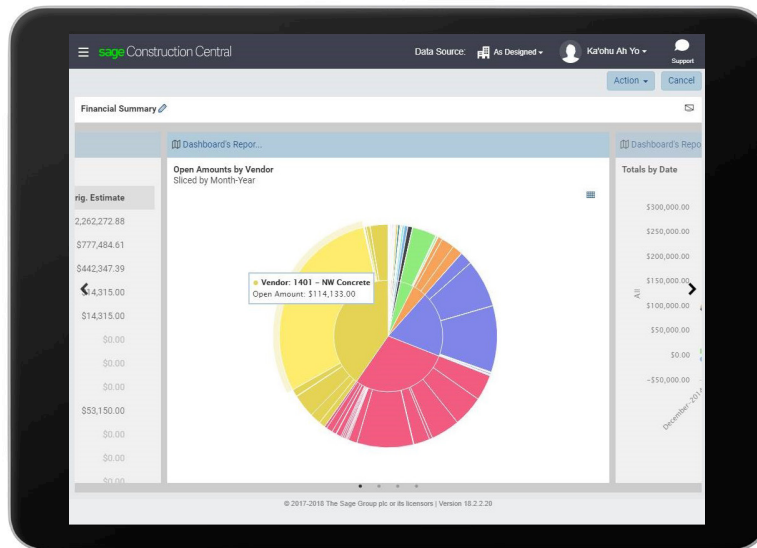 sage Construction Central
Data Source:
As Designed
Ka'ohu Ah Yo
Support
Action
Cancel
Financial Summary
Dashboard's Repor...
Dashboard's Repo
Open Amounts by Vendor
Sliced by Month-Year
Totals by Date
rig. Estimate
2,262,272.88
$777,484.61
$442,347.39
$14,315.00
$14,315.00
$0.00
$0.00
$0.00
$53,150.00
$0.00
$0.00
$0.00
Vendor: 1401 – NW Concrete
Open Amount: $114,133.00
$300,000.00
$250,000.00
$200,000.00
$150,000.00
$100,000.00
$50,000.00
$0.00
-$50,000.00
All
December-2014
© 2017-2018 The Sage Group plc or its licensors | Version 18.2.2.20